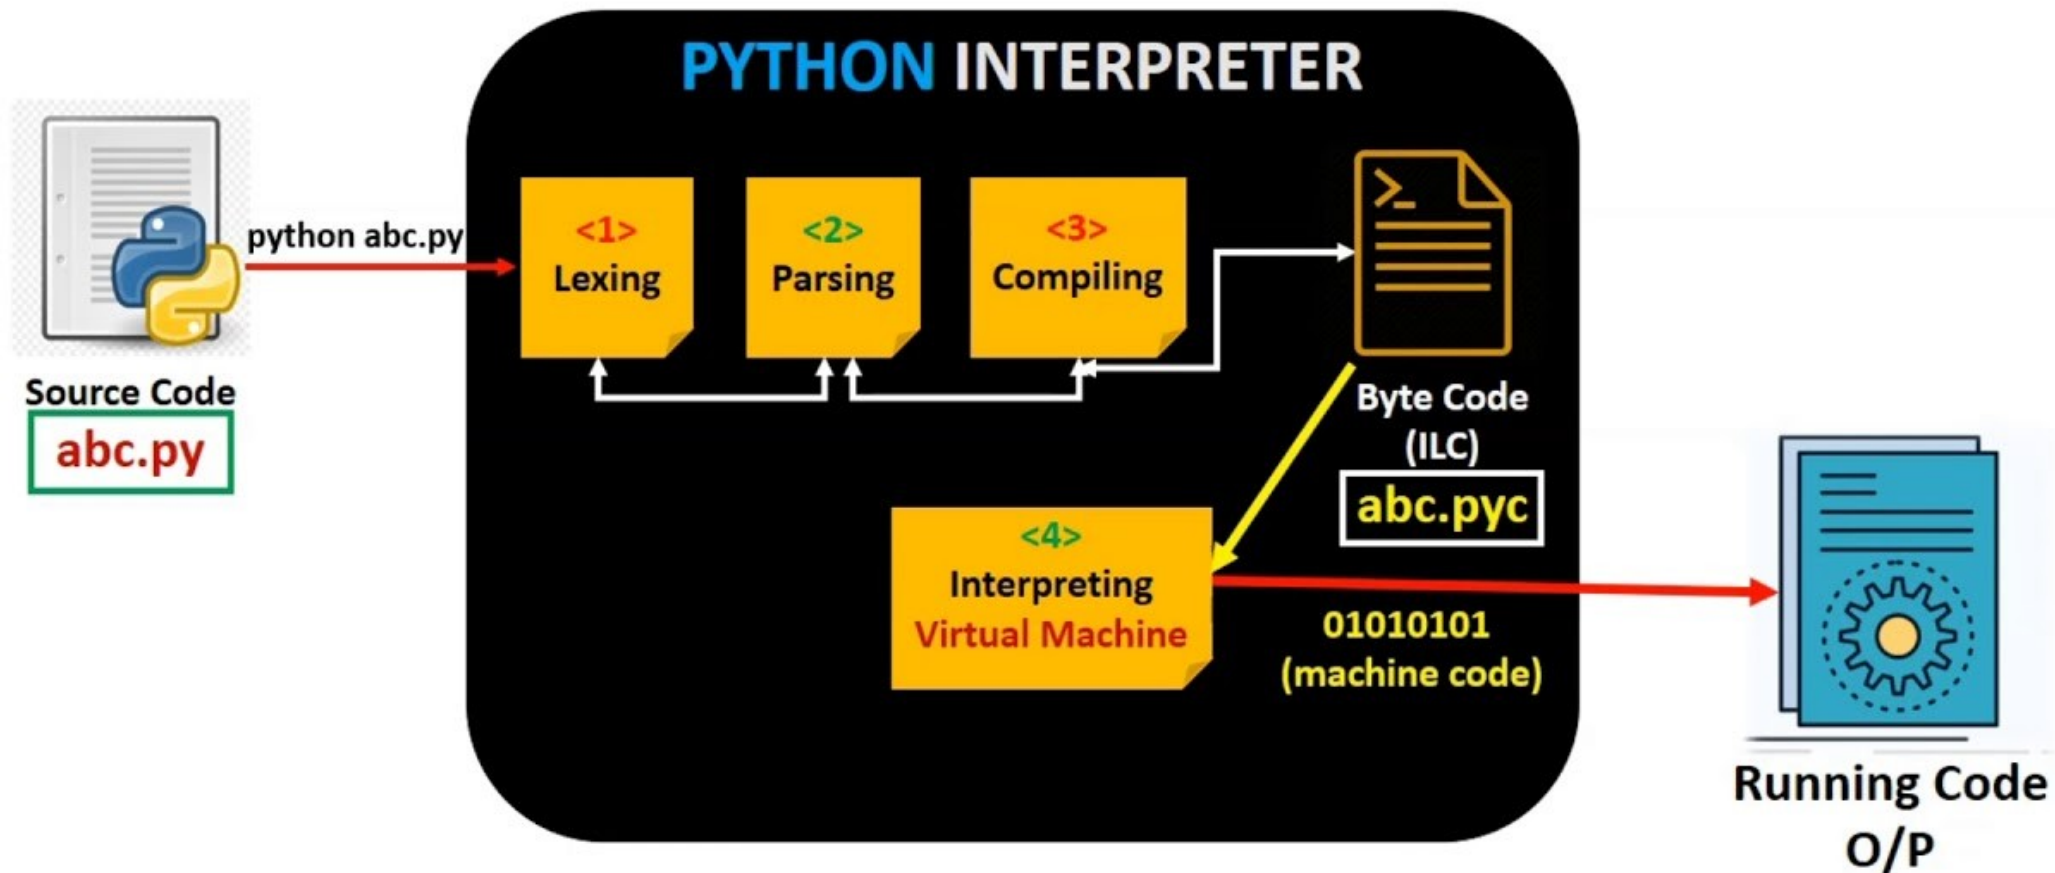 PYTHON INTERPRETER
python abc.py
Source Code
abc.py
<1>
Lexing
<2>
Parsing
<3>
Compiling
>_
Byte Code
(ILC)
abc.pyc
<4>
Interpreting
Virtual Machine
01010101
(machine code)
Running Code
O/P